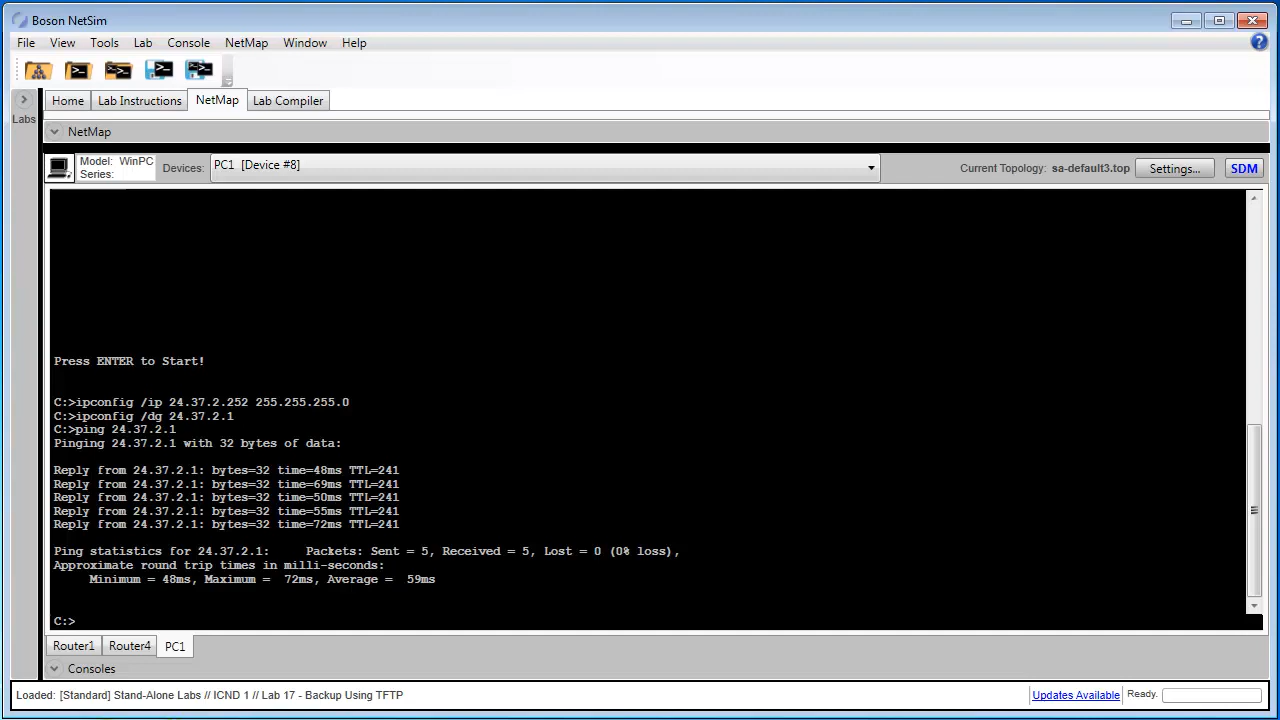 Boson NetSim
File View Tools Lab Console NetMap Window Help
Home Lab Instructions NetMap Lab Compiler
Labs
NetMap
Model: WinPC
Series:
Devices: PC1 [Device #8]
Current Topology: sa-default3.top Settings... SDM
Press ENTER to Start!
C:>ipconfig /ip 24.37.2.252 255.255.255.0
C:>ipconfig /dg 24.37.2.1
C:>ping 24.37.2.1
Pinging 24.37.2.1 with 32 bytes of data:
Reply from 24.37.2.1: bytes=32 time=48ms TTL=241
Reply from 24.37.2.1: bytes=32 time=69ms TTL=241
Reply from 24.37.2.1: bytes=32 time=50ms TTL=241
Reply from 24.37.2.1: bytes=32 time=55ms TTL=241
Reply from 24.37.2.1: bytes=32 time=72ms TTL=241
Ping statistics for 24.37.2.1:     Packets: Sent = 5, Received = 5, Lost = 0 (0% loss),
Approximate round trip times in milli-seconds:
Minimum = 48ms, Maximum =  72ms, Average =  59ms
C:>
Router1 Router4 PC1
Consoles
Loaded: [Standard] Stand-Alone Labs // ICND 1 // Lab 17 - Backup Using TFTP
Updates Available Ready.